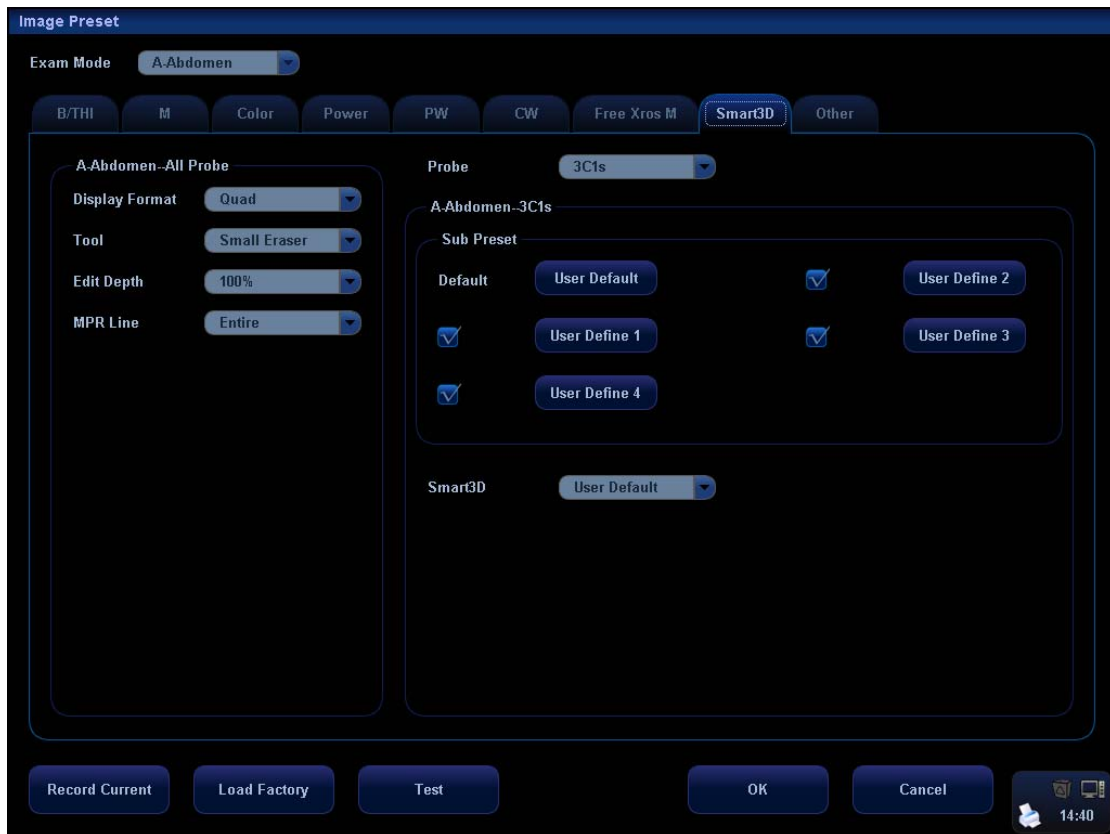 Image Preset
Exam Mode A-Abdomen
B/THI M Color Power PW CW Free Xros M Smart3D Other
A-Abdomen--All Probe
Display Format Quad
Tool Small Eraser
Edit Depth 100%
MPR Line Entire
Probe 3C1s
A-Abdomen--3C1s
Sub Preset
Default User Default User Define 2
User Define 1 User Define 3
User Define 4
Smart3D User Default
Record Current Load Factory Test OK Cancel
14:40